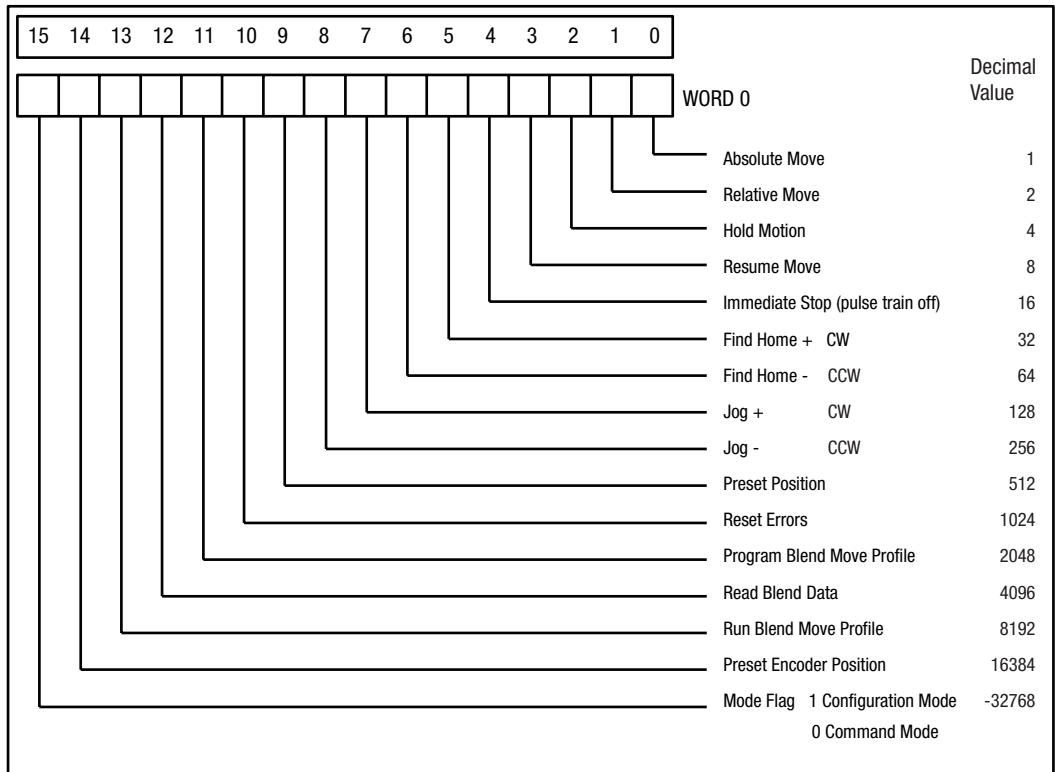 15 14 13 12 11 10 9 8 7 6 5 4 3 2 1 0
Decimal
Value
WORD 0
Absolute Move 1
Relative Move 2
Hold Motion 4
Resume Move 8
Immediate Stop (pulse train off) 16
Find Home + CW 32
Find Home - CCW 64
Jog + CW 128
Jog - CCW 256
Preset Position 512
Reset Errors 1024
Program Blend Move Profile 2048
Read Blend Data 4096
Run Blend Move Profile 8192
Preset Encoder Position 16384
Mode Flag 1 Configuration Mode -32768
0 Command Mode